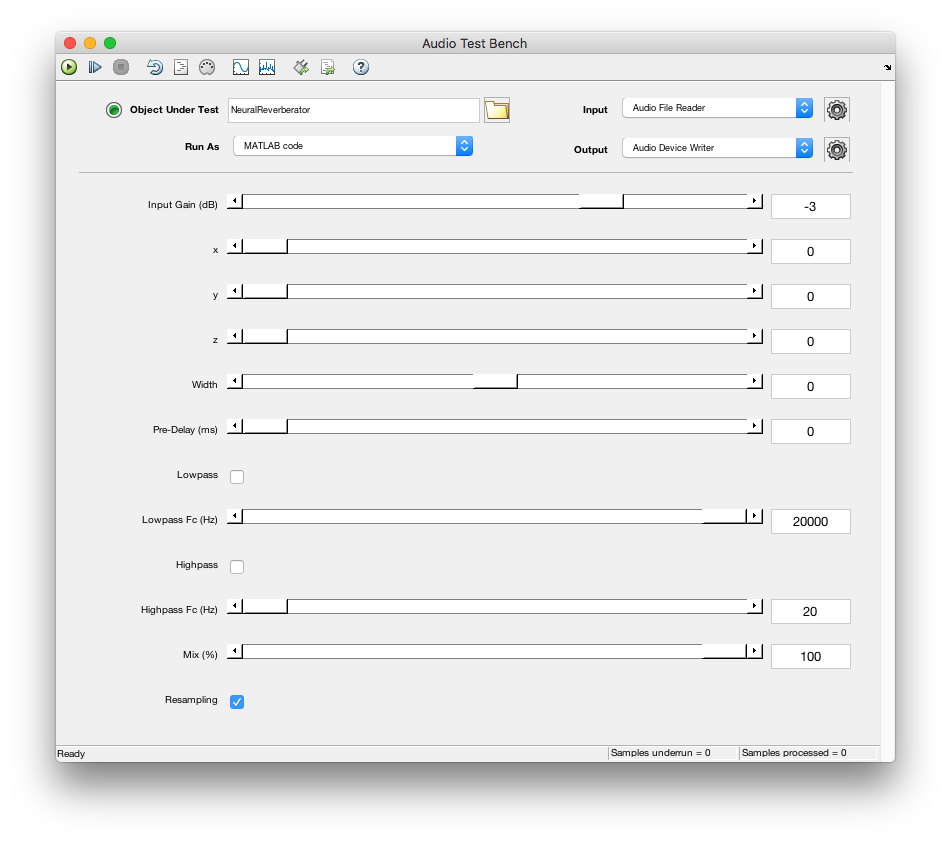 Audio Test Bench
Object Under Test NeuralReverberator Input Audio File Reader
Run As MATLAB code Output Audio Device Writer
Input Gain (dB) -3
x 0
y 0
z 0
Width 0
Pre-Delay (ms) 0
Lowpass
Lowpass Fc (Hz) 20000
Highpass
Highpass Fc (Hz) 20
Mix (%) 100
Resampling
Ready Samples underrun = 0 Samples processed = 0